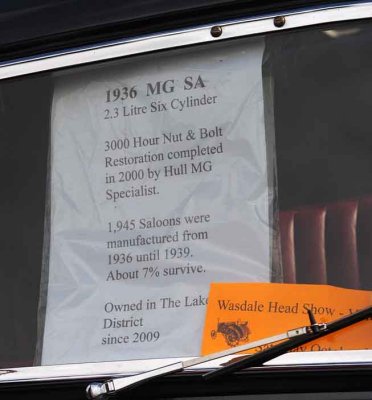 1936 MG SA
2.3 Litre Six Cylinder
3000 Hour Nut & Bolt
Restoration completed
in 2000 by Hull MG
Specialist.
1,945 Saloons were
manufactured from
1936 until 1939.
About 7% survive.
Owned in The Lake
District
since 2009
Wasdale Head Show -